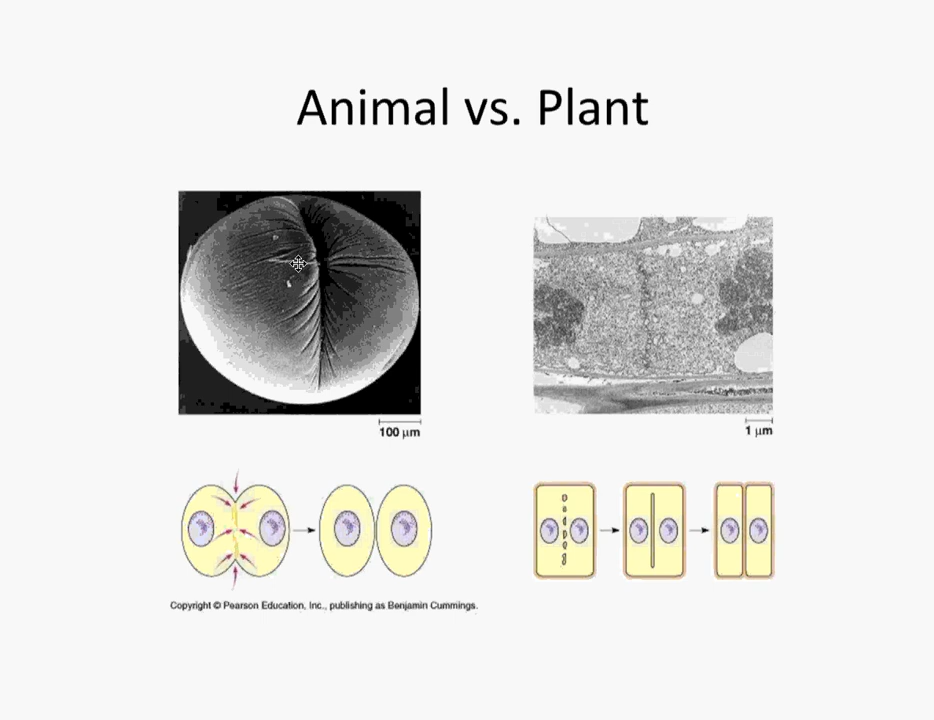 Animal vs. Plant
100 μm
1 μm
Copyright © Pearson Education, Inc., publishing as Benjamin Cummings.